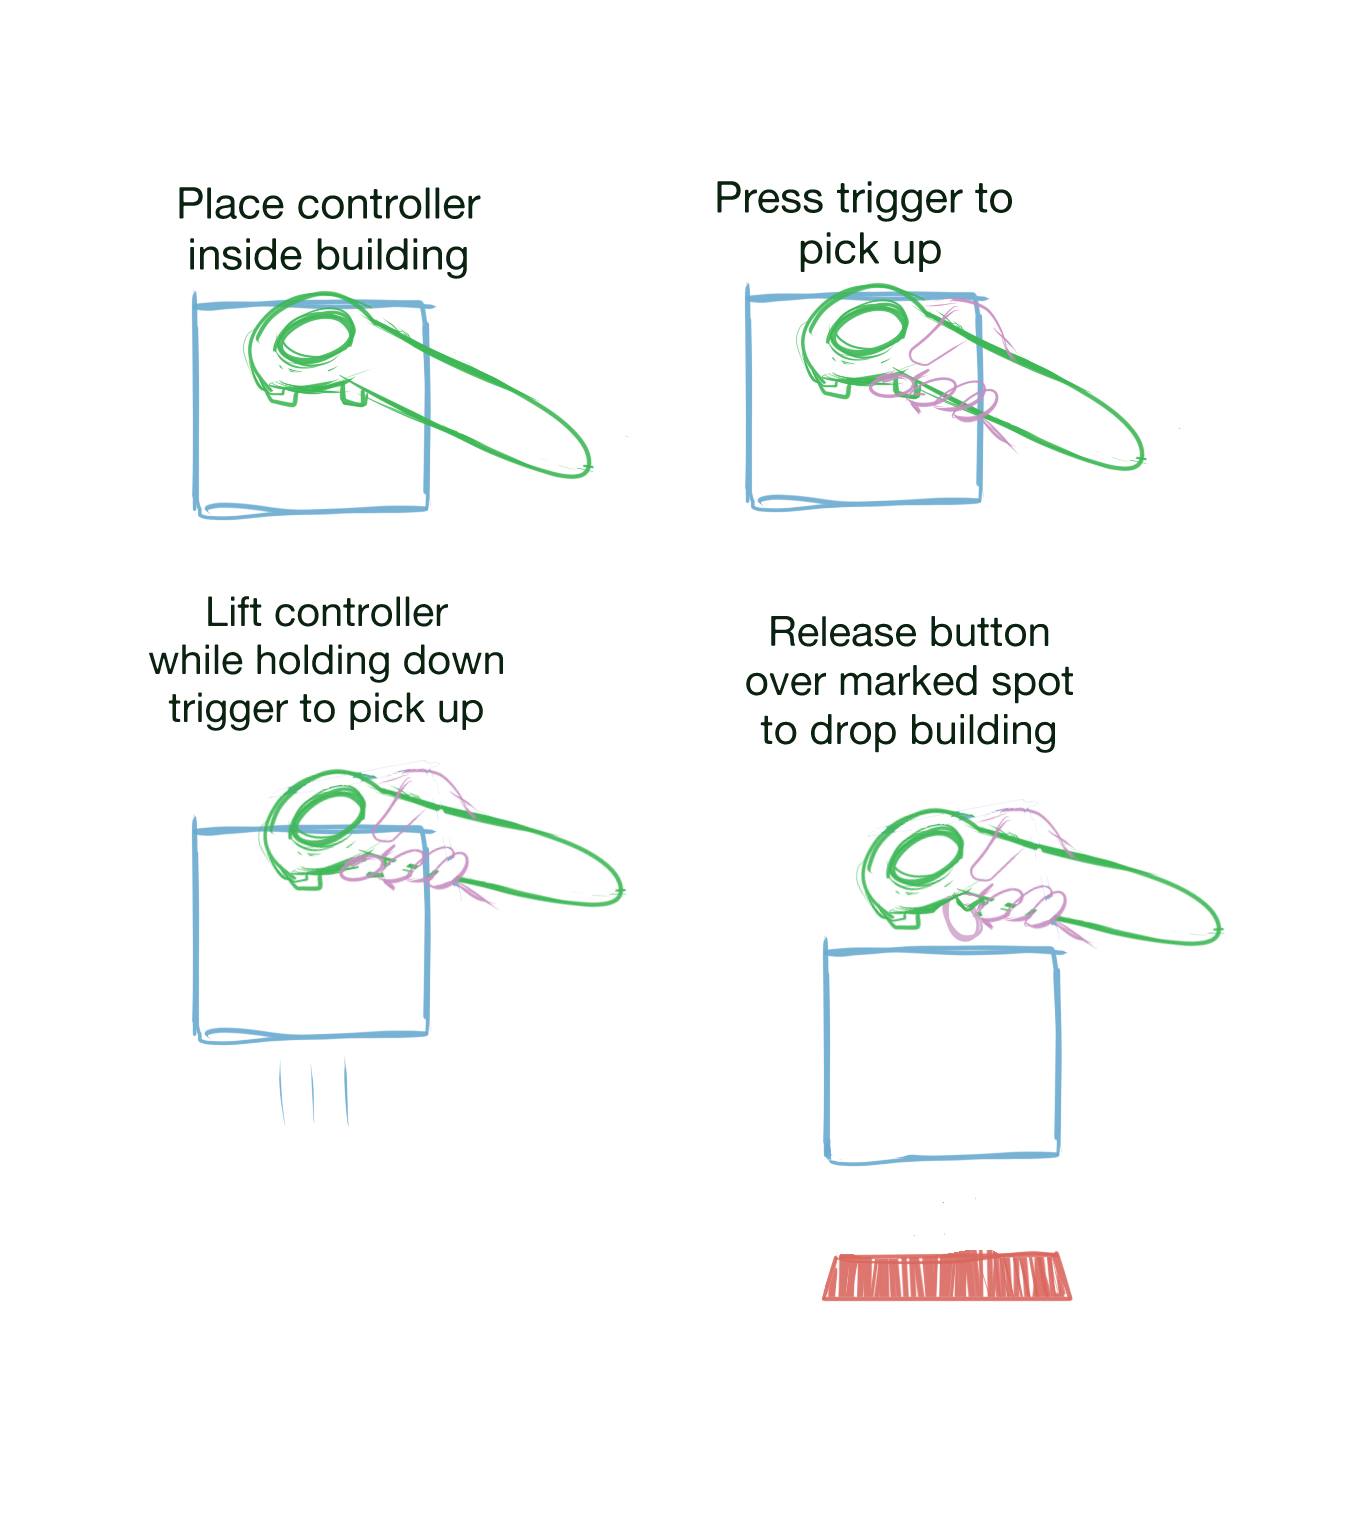 Place controller
inside building
Press trigger to
pick up
Lift controller
while holding down
trigger to pick up
Release button
over marked spot
to drop building